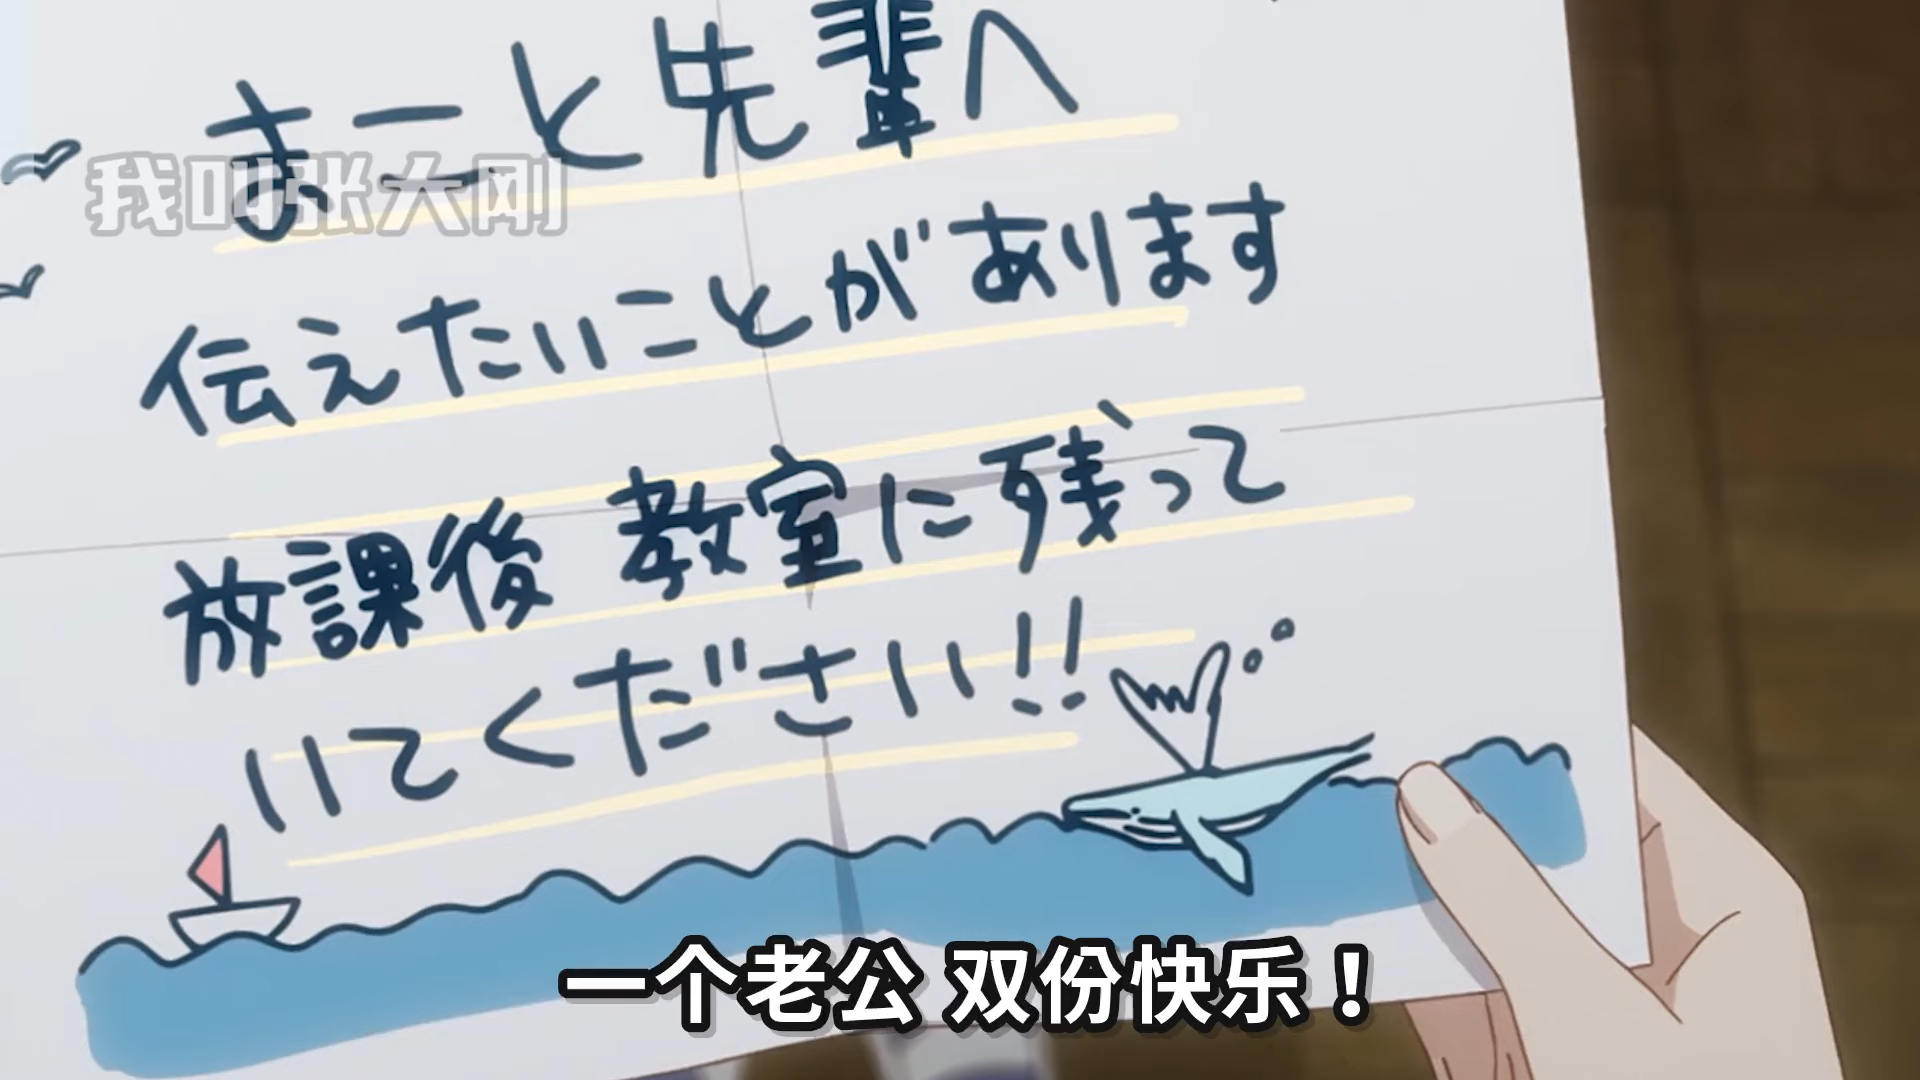 まーと先輩へ
我叫张大刚
伝えたいことがあります
放課後 教室に残って
いてください!!
一个老公 双份快乐！